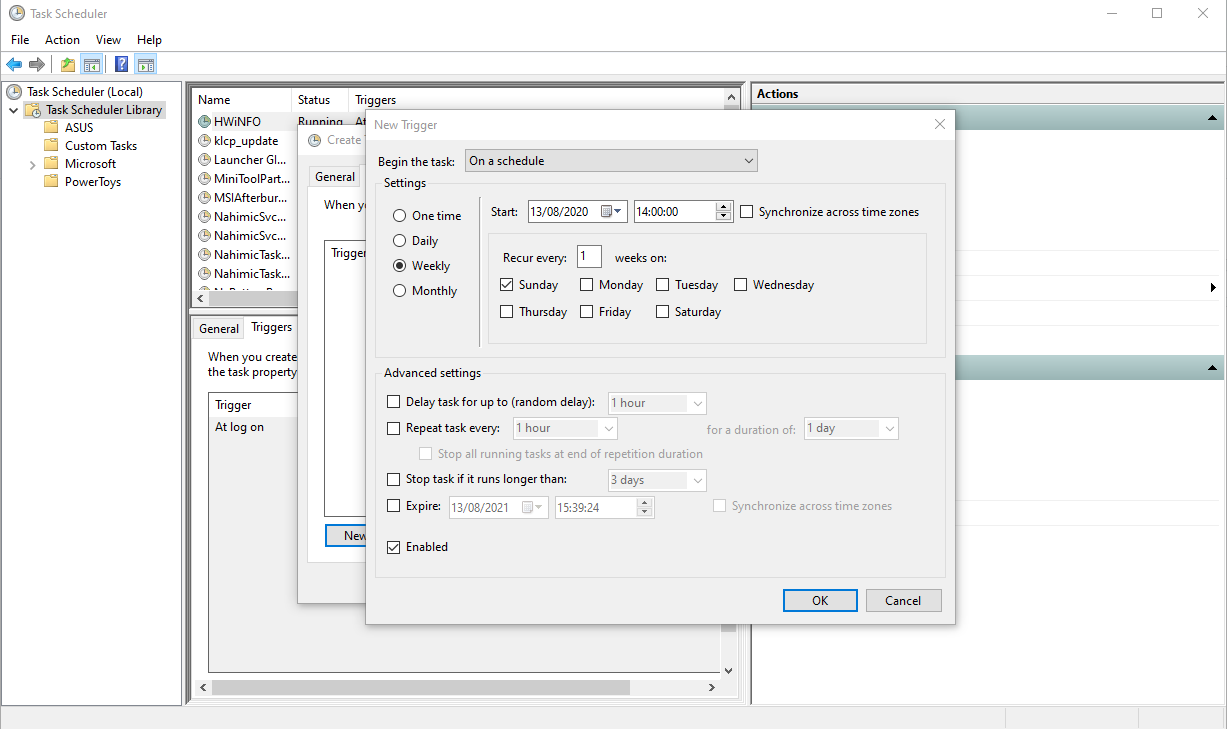 Task Scheduler
File Action View Help
Task Scheduler (Local)
Task Scheduler Library
ASUS
Custom Tasks
Microsoft
PowerToys
Name Status Triggers
HWiNFO Running At
klcp_update
Launcher Gl...
MiniToolPart...
MSIAfterbur...
NahimicSvc...
NahimicSvc...
NahimicTask...
NahimicTask...
General Triggers
When you create
the task property
Trigger
At log on
Create
General
When yo
Trigger
New
New Trigger
Begin the task: On a schedule
Settings
One time
Daily
Weekly
Monthly
Start: 13/08/2020 14:00:00 Synchronize across time zones
Recur every: 1 weeks on:
Sunday Monday Tuesday Wednesday
Thursday Friday Saturday
Advanced settings
Delay task for up to (random delay): 1 hour
Repeat task every: 1 hour for a duration of: 1 day
Stop all running tasks at end of repetition duration
Stop task if it runs longer than: 3 days
Expire: 13/08/2021 15:39:24 Synchronize across time zones
Enabled
OK Cancel
Actions